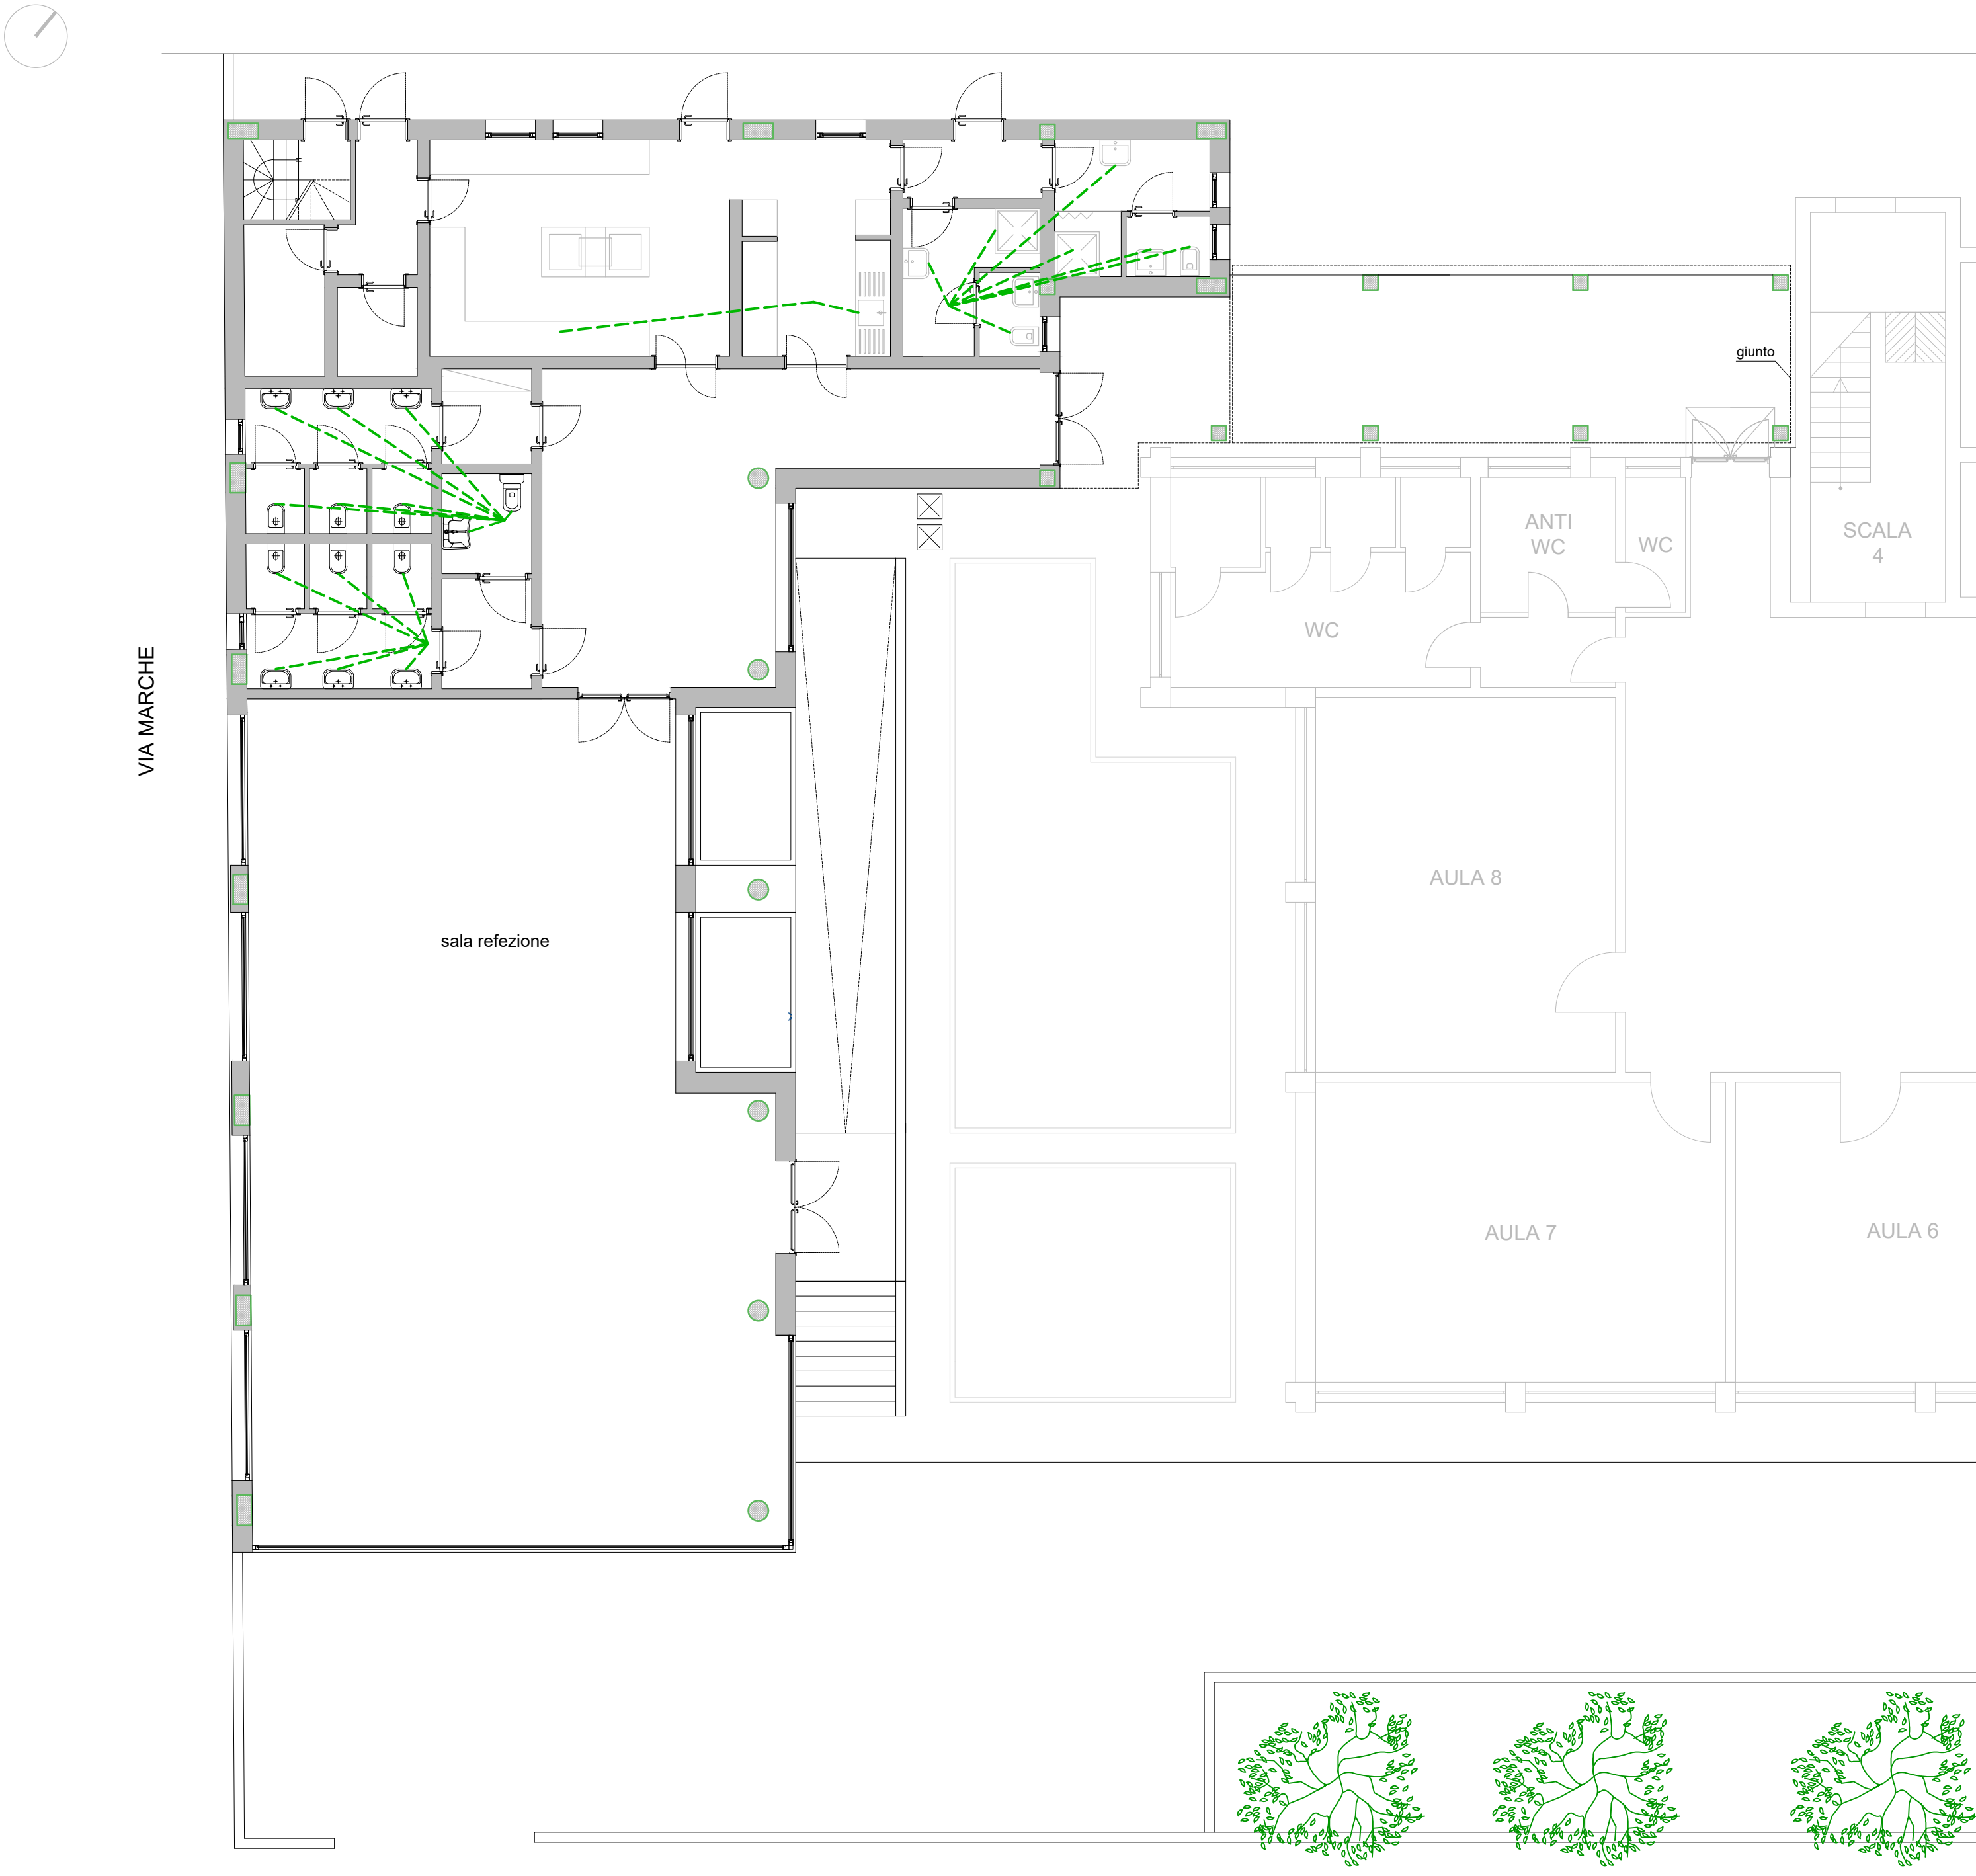 giunto
ANTI
WC
WC
SCALA
4
WC
VIA MARCHE
AULA 8
sala refezione
AULA 7
AULA 6